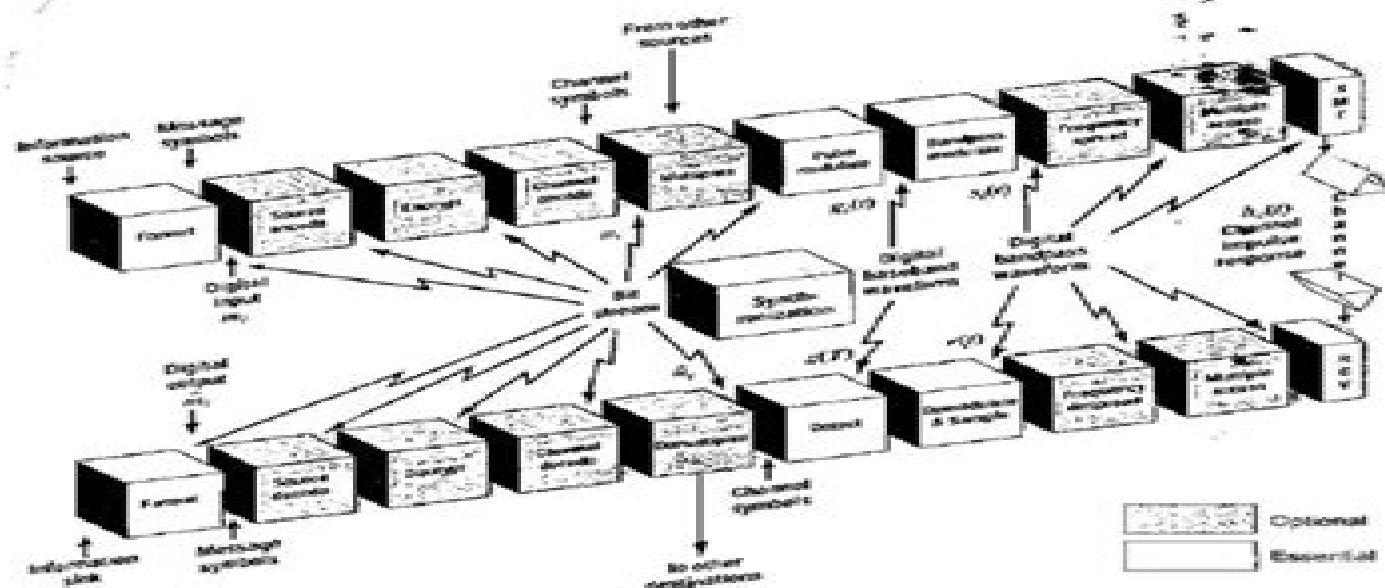 From other
sources
Channel
symbols
Information
source
Message
symbols
Format
Source
encode
Encrypt
Channel
encode
Multiplex
Pulse
modulate
Bandpass
modulate
Frequency
spread
Multiple
access
X
M
T
Digital
input
Bit
stream
Synch-
ronization
Digital
Baseband
waveform
Digital
bandpass
waveform
Channel
impulse
response
Digital
output
Format
Source
decode
Decrypt
Channel
decode
Demultiplex
Detect
Demodulate
& Sample
Frequency
despread
Multiple
access
R
C
V
Channel
symbols
Information
sink
Message
symbols
to other
destinations
Optional
Essential